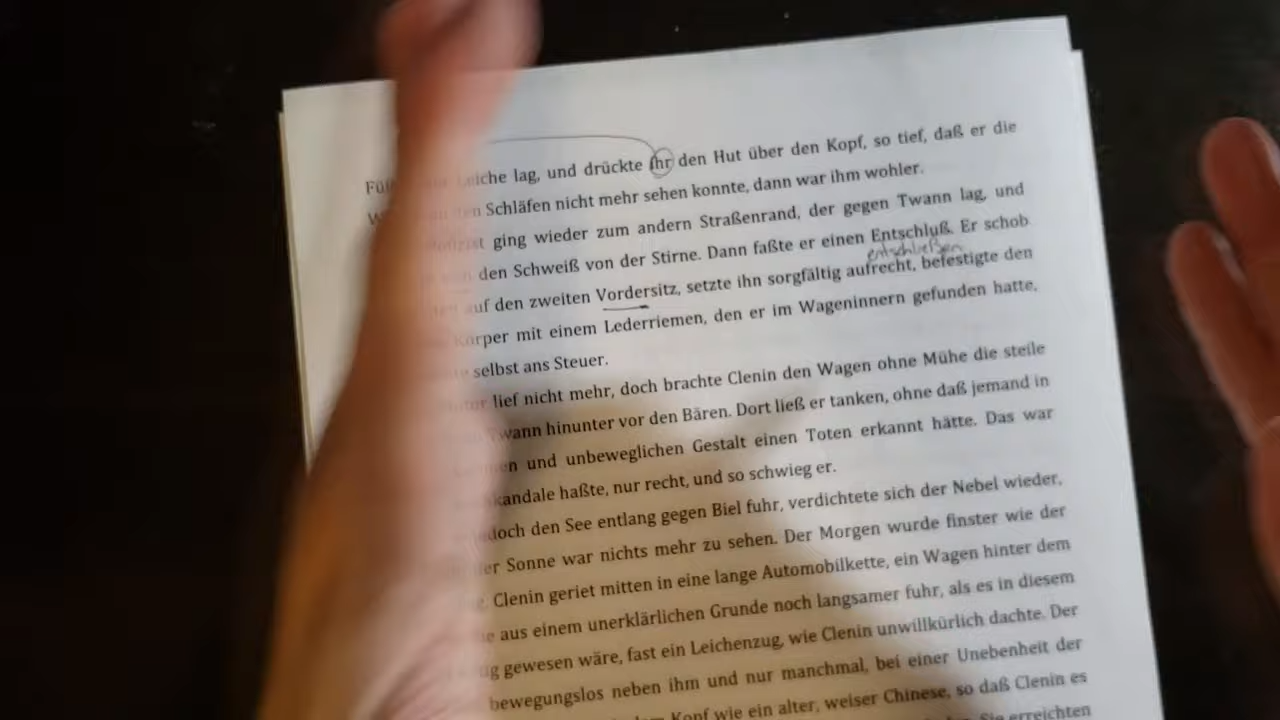 Leiche lag, und drückte ihr den Hut über den Kopf, so tief, daß er die
den Schläfen nicht mehr sehen konnte, dann war ihm wohler.
ging wieder zum andern Straßenrand, der gegen Twann lag, und
den Schweiß von der Stirne. Dann faßte er einen Entschluß. Er schob
entschließen
auf den zweiten Vordersitz, setzte ihn sorgfältig aufrecht, befestigte den
Körper mit einem Lederriemen, den er im Wageninnern gefunden hatte,
selbst ans Steuer.
lief nicht mehr, doch brachte Clenin den Wagen ohne Mühe die steile
Twann hinunter vor den Bären. Dort ließ er tanken, ohne daß jemand in
und unbeweglichen Gestalt einen Toten erkannt hätte. Das war
Skandale haßte, nur recht, und so schwieg er.
jedoch den See entlang gegen Biel fuhr, verdichtete sich der Nebel wieder,
der Sonne war nichts mehr zu sehen. Der Morgen wurde finster wie der
Clenin geriet mitten in eine lange Automobilkette, ein Wagen hinter dem
aus einem unerklärlichen Grunde noch langsamer fuhr, als es in diesem
gewesen wäre, fast ein Leichenzug, wie Clenin unwillkürlich dachte. Der
bewegungslos neben ihm und nur manchmal, bei einer Unebenheit der
Kopf wie ein alter, weiser Chinese, so daß Clenin es
Sie erreichten